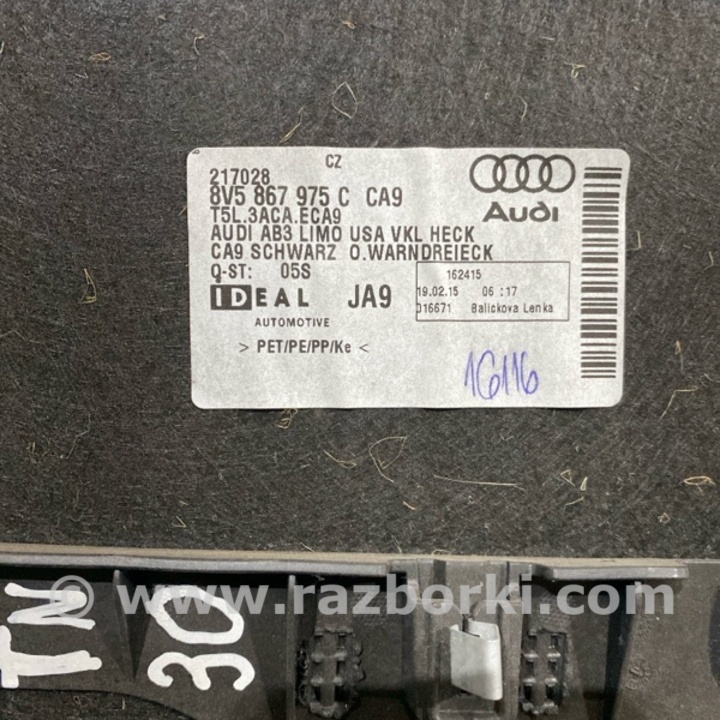 CZ
217028
8V5 867 975 C CA9
T5L.3ACA.ECA9
AUDI AB3 LIMO USA VKL HECK
CA9 SCHWARZ O.WARNDREIECK
Q-ST: 05S
Audi
162415
19.02.15 06:17
016671 Balickova Lenka
IDEAL JA9
AUTOMOTIVE
> PET/PE/PP/Ke <
16116
© www.razborki.com
TN
30